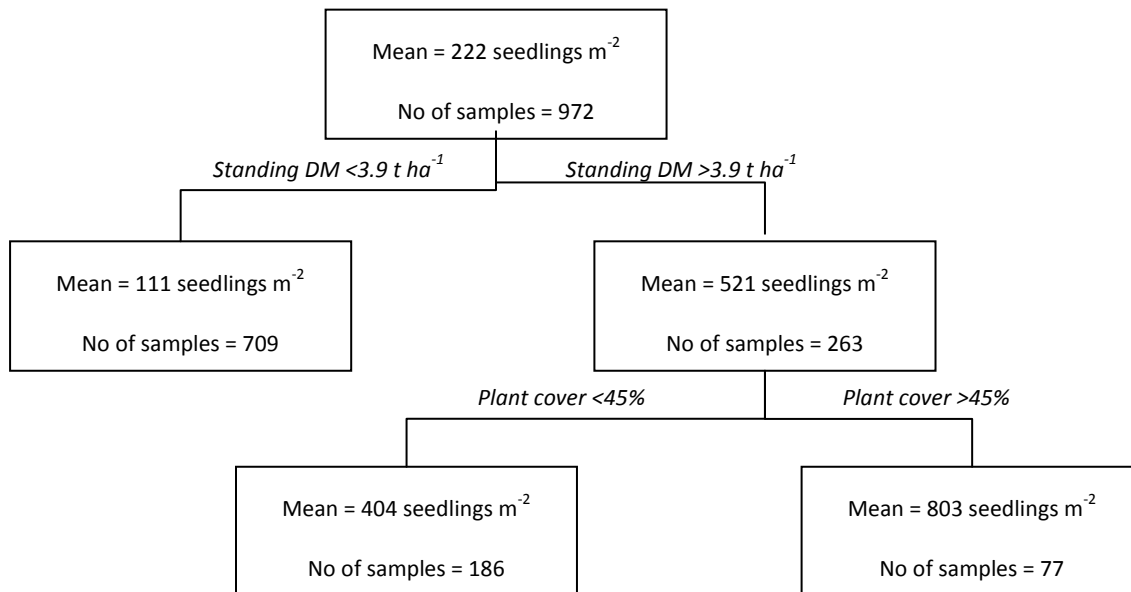 Mean = 222 seedlings m⁻²
No of samples = 972
Standing DM <3.9 t ha⁻¹
Standing DM >3.9 t ha⁻¹
Mean = 111 seedlings m⁻²
No of samples = 709
Mean = 521 seedlings m⁻²
No of samples = 263
Plant cover <45%
Plant cover >45%
Mean = 404 seedlings m⁻²
No of samples = 186
Mean = 803 seedlings m⁻²
No of samples = 77